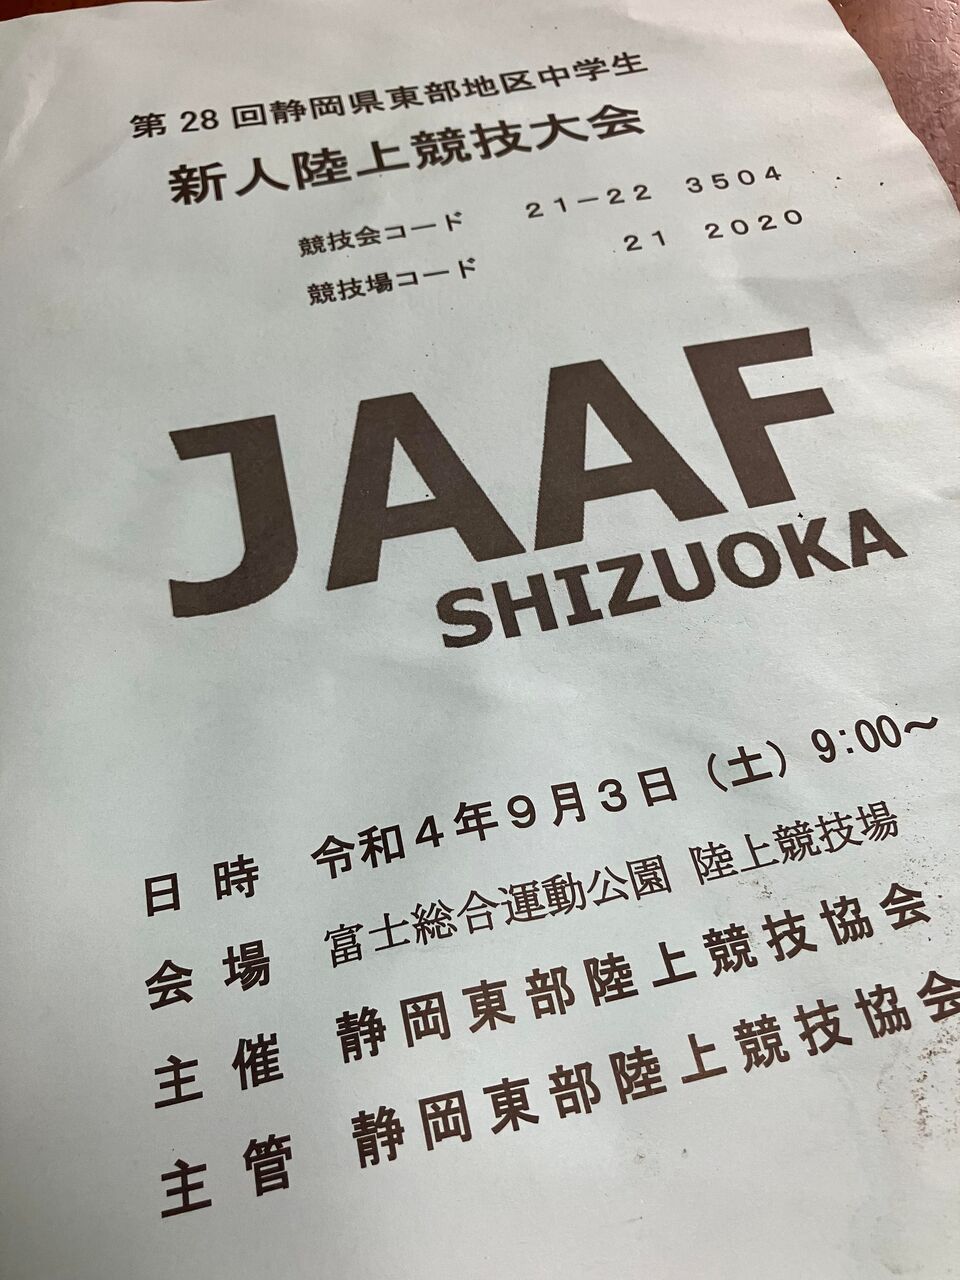 第28回静岡県東部地区中学生
新人陸上競技大会
競技会コード 21－22 3504
競技場コード 21 2020
JAAF
SHIZUOKA
日時 令和4年9月3日（土）9:00～
会場 富士総合運動公園 陸上競技場
主催 静岡東部陸上競技協会
主管 静岡東部陸上競技協会